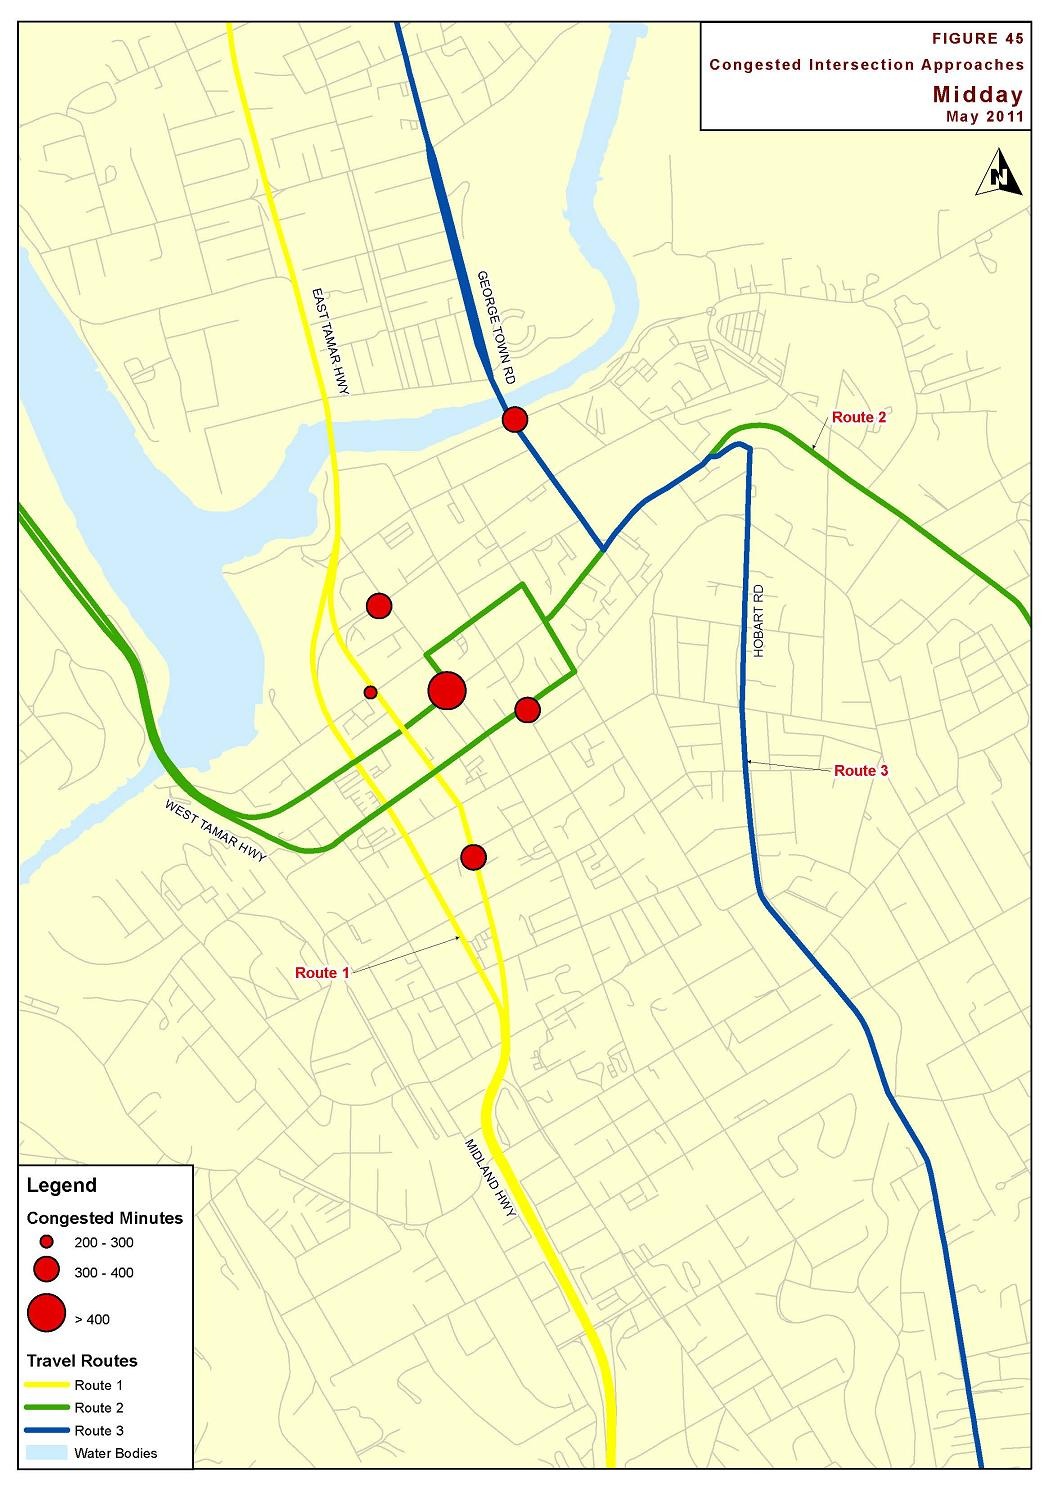 FIGURE 45
Congested Intersection Approaches
Midday
May 2011
N
EAST TAMAR HWY
GEORGE TOWN RD
Route 2
HOBART RD
Route 3
WEST TAMAR HWY
Route 1
MIDLAND HWY
Legend
Congested Minutes
200 - 300
300 - 400
> 400
Travel Routes
Route 1
Route 2
Route 3
Water Bodies